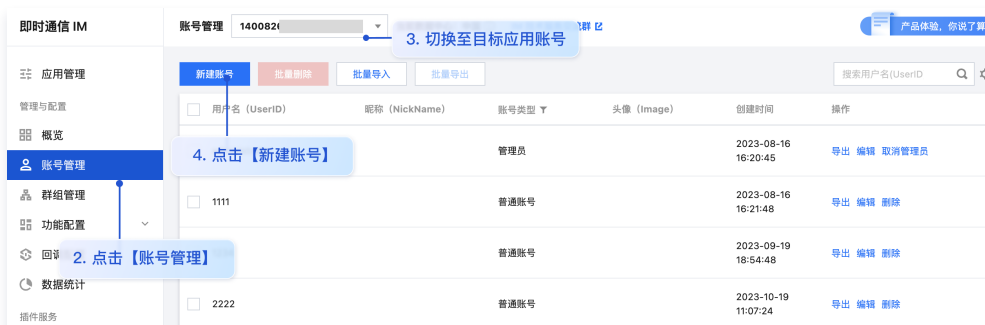 即时通信 IM
账号管理 140082 群
产品体验，你说了算
3. 切换至目标应用账号
应用管理
新建账号 批量删除 批量导入 批量导出
搜索用户名(UserID
管理与配置
用户名（UserID） 昵称（NickName） 账号类型 头像（Image） 创建时间 操作
概览
4. 点击【新建账号】
管理员 2023-08-16
16:20:45
导出 编辑 取消管理员
账号管理
群组管理
1111 普通账号 2023-08-16
16:21:48
导出 编辑 删除
功能配置
回调
2. 点击【账号管理】
普通账号 2023-09-19
18:54:48
导出 编辑 删除
数据统计
2222 普通账号 2023-10-19
11:07:24
导出 编辑 删除
插件服务